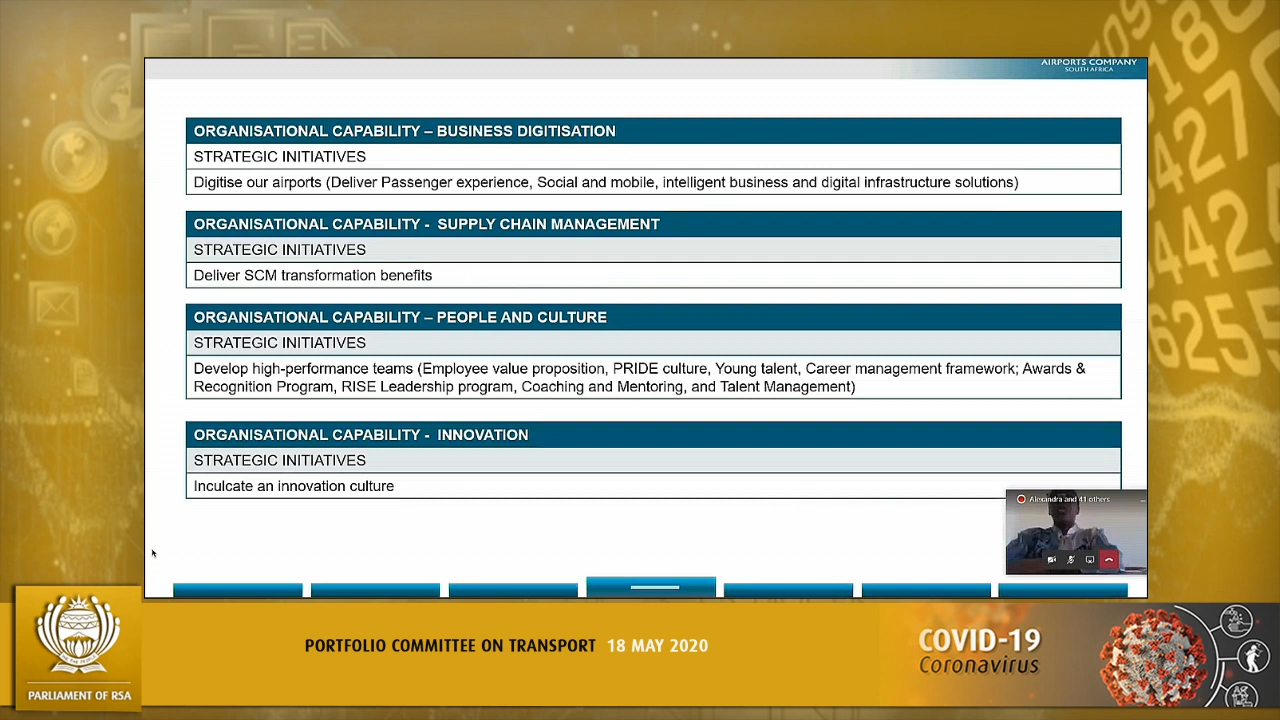 AIRPORTS COMPANY
SOUTH AFRICA
ORGANISATIONAL CAPABILITY – BUSINESS DIGITISATION
STRATEGIC INITIATIVES
Digitise our airports (Deliver Passenger experience, Social and mobile, intelligent business and digital infrastructure solutions)
ORGANISATIONAL CAPABILITY - SUPPLY CHAIN MANAGEMENT
STRATEGIC INITIATIVES
Deliver SCM transformation benefits
ORGANISATIONAL CAPABILITY – PEOPLE AND CULTURE
STRATEGIC INITIATIVES
Develop high-performance teams (Employee value proposition, PRIDE culture, Young talent, Career management framework; Awards &
Recognition Program, RISE Leadership program, Coaching and Mentoring, and Talent Management)
ORGANISATIONAL CAPABILITY - INNOVATION
STRATEGIC INITIATIVES
Inculcate an innovation culture
Alexandra and 41 others
PORTFOLIO COMMITTEE ON TRANSPORT 18 MAY 2020
COVID-19
Coronavirus
PARLIAMENT OF RSA